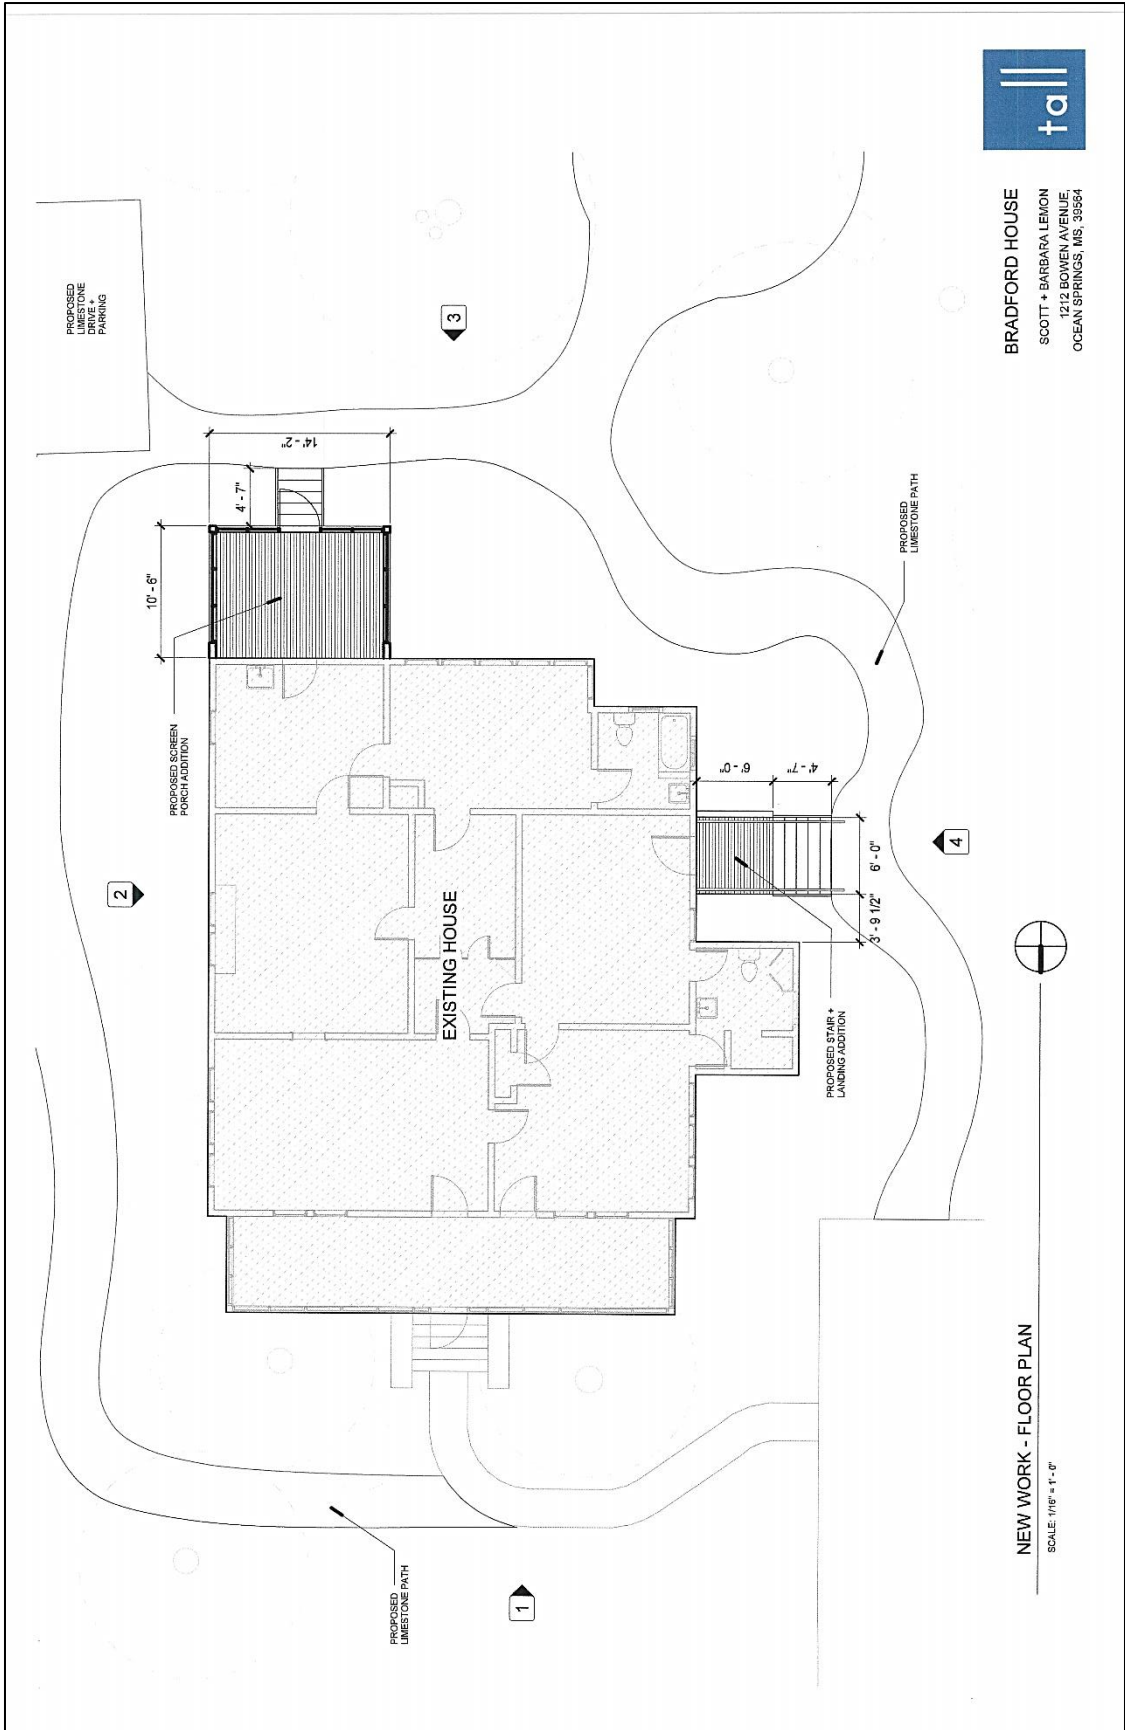 PROPOSED
LIMESTONE
DRIVE +
PARKING
3
14' - 2"
4' - 7"
10' - 6"
PROPOSED SCREEN
PORCH ADDITION
2
EXISTING HOUSE
PROPOSED
LIMESTONE PATH
6' - 0"
4' - 7"
6' - 0"
3' - 9 1/2"
4
PROPOSED STAIR +
LANDING ADDITION
PROPOSED
LIMESTONE PATH
1
NEW WORK - FLOOR PLAN
SCALE: 1/16" = 1' - 0"
tall
BRADFORD HOUSE
SCOTT + BARBARA LEMON
1212 BOWEN AVENUE,
OCEAN SPRINGS, MS, 39564